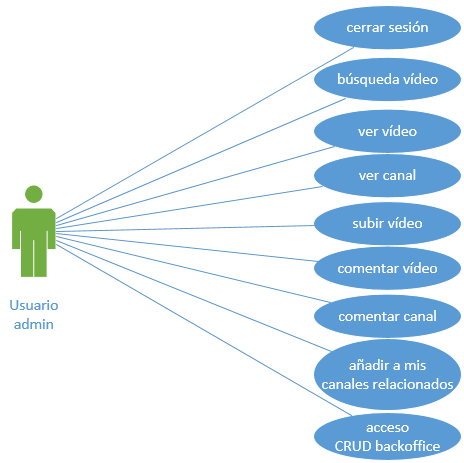 cerrar sesión
búsqueda vídeo
ver vídeo
ver canal
subir vídeo
comentar vídeo
comentar canal
añadir a mis
canales relacionados
acceso
CRUD backoffice
Usuario
admin